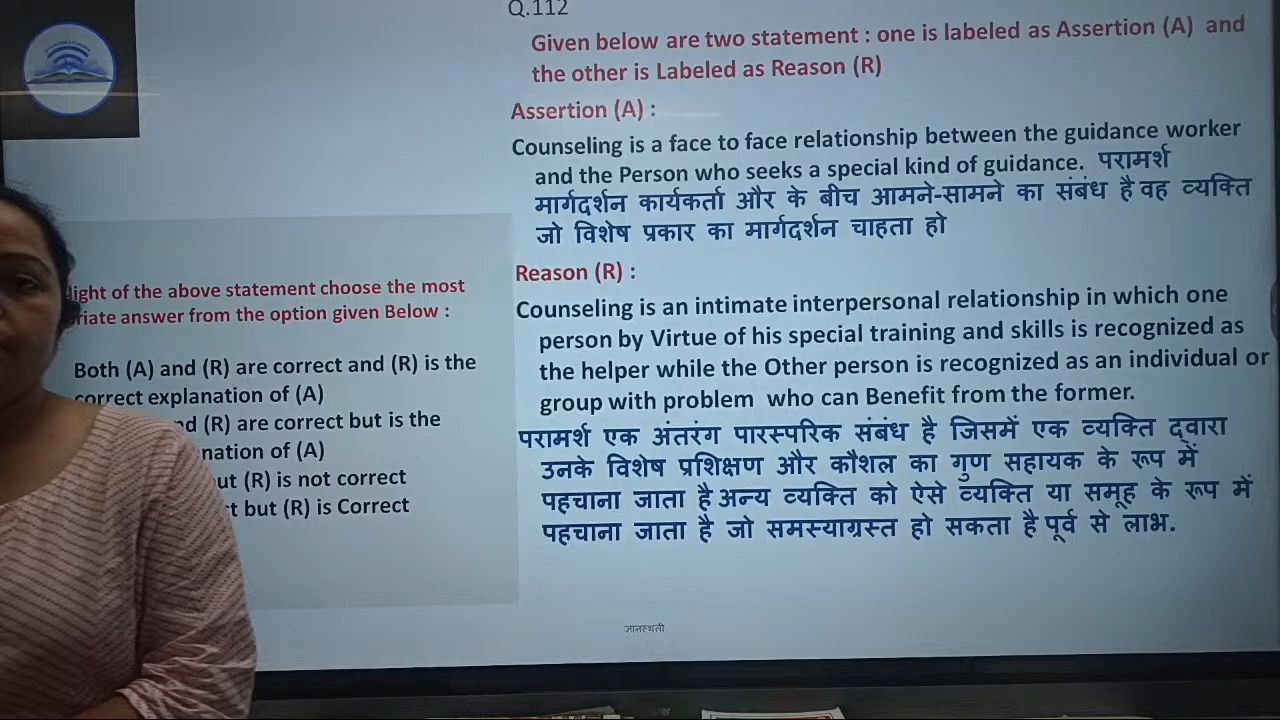 Q.112
Given below are two statement : one is labeled as Assertion (A) and
the other is Labeled as Reason (R)
Assertion (A) :
Counseling is a face to face relationship between the guidance worker
and the Person who seeks a special kind of guidance. परामर्श
मार्गदर्शन कार्यकर्ता और के बीच आमने-सामने का संबंध है वह व्यक्ति
जो विशेष प्रकार का मार्गदर्शन चाहता हो
Reason (R) :
Counseling is an intimate interpersonal relationship in which one
person by Virtue of his special training and skills is recognized as
the helper while the Other person is recognized as an individual or
group with problem who can Benefit from the former.
परामर्श एक अंतरंग पारस्परिक संबंध है जिसमें एक व्यक्ति द्वारा
उनके विशेष प्रशिक्षण और कौशल का गुण सहायक के रूप में
पहचाना जाता है अन्य व्यक्ति को ऐसे व्यक्ति या समूह के रूप में
पहचाना जाता है जो समस्याग्रस्त हो सकता है पूर्व से लाभ.
light of the above statement choose the most
riate answer from the option given Below :
Both (A) and (R) are correct and (R) is the
correct explanation of (A)
nd (R) are correct but is the
nation of (A)
ut (R) is not correct
t but (R) is Correct
ज्ञानस्थली